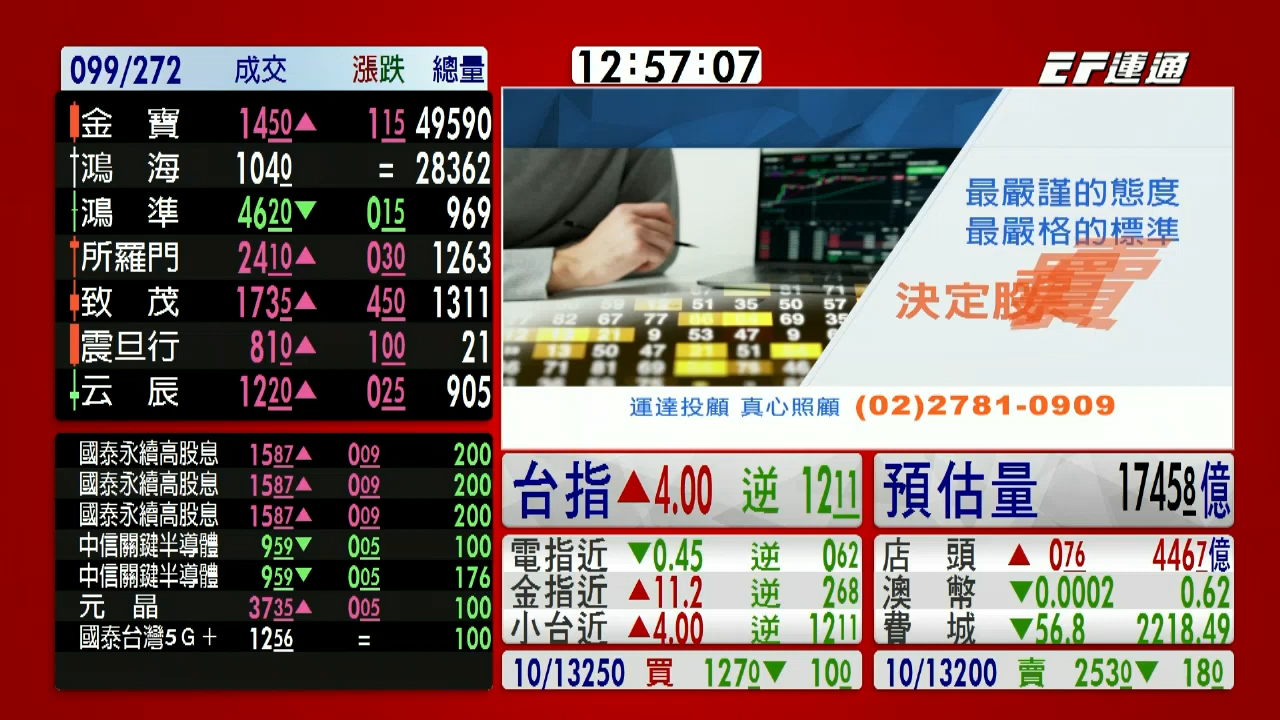 099/272 成交 漲跌 總量
12:57:07
EF運通
金寶 1450▲ 115 49590
鴻海 1040 = 28362
鴻準 4620▼ 015 969
所羅門 2410▲ 030 1263
致茂 1735▲ 450 1311
震旦行 810▲ 100 21
云辰 1220▲ 025 905
國泰永續高股息 1587▲ 009 200
國泰永續高股息 1587▲ 009 200
國泰永續高股息 1587▲ 009 200
中信關鍵半導體 959▼ 005 100
中信關鍵半導體 959▼ 005 176
元晶 3735▲ 005 100
國泰台灣5G+ 1256 = 100
最嚴謹的態度
最嚴格的標準
決定股
運達投顧 真心照顧 (02)2781-0909
台指▲4.00 逆 1211
預估量 17458億
電指近▼0.45 逆 062
金指近▲11.2 逆 268
小台近▲4.00 逆 1211
店頭▲076 4467億
澳幣▼0.0002 0.62
費城▼56.8 2218.49
10/13250 買 1270▼ 100
10/13200 賣 2530▼ 180